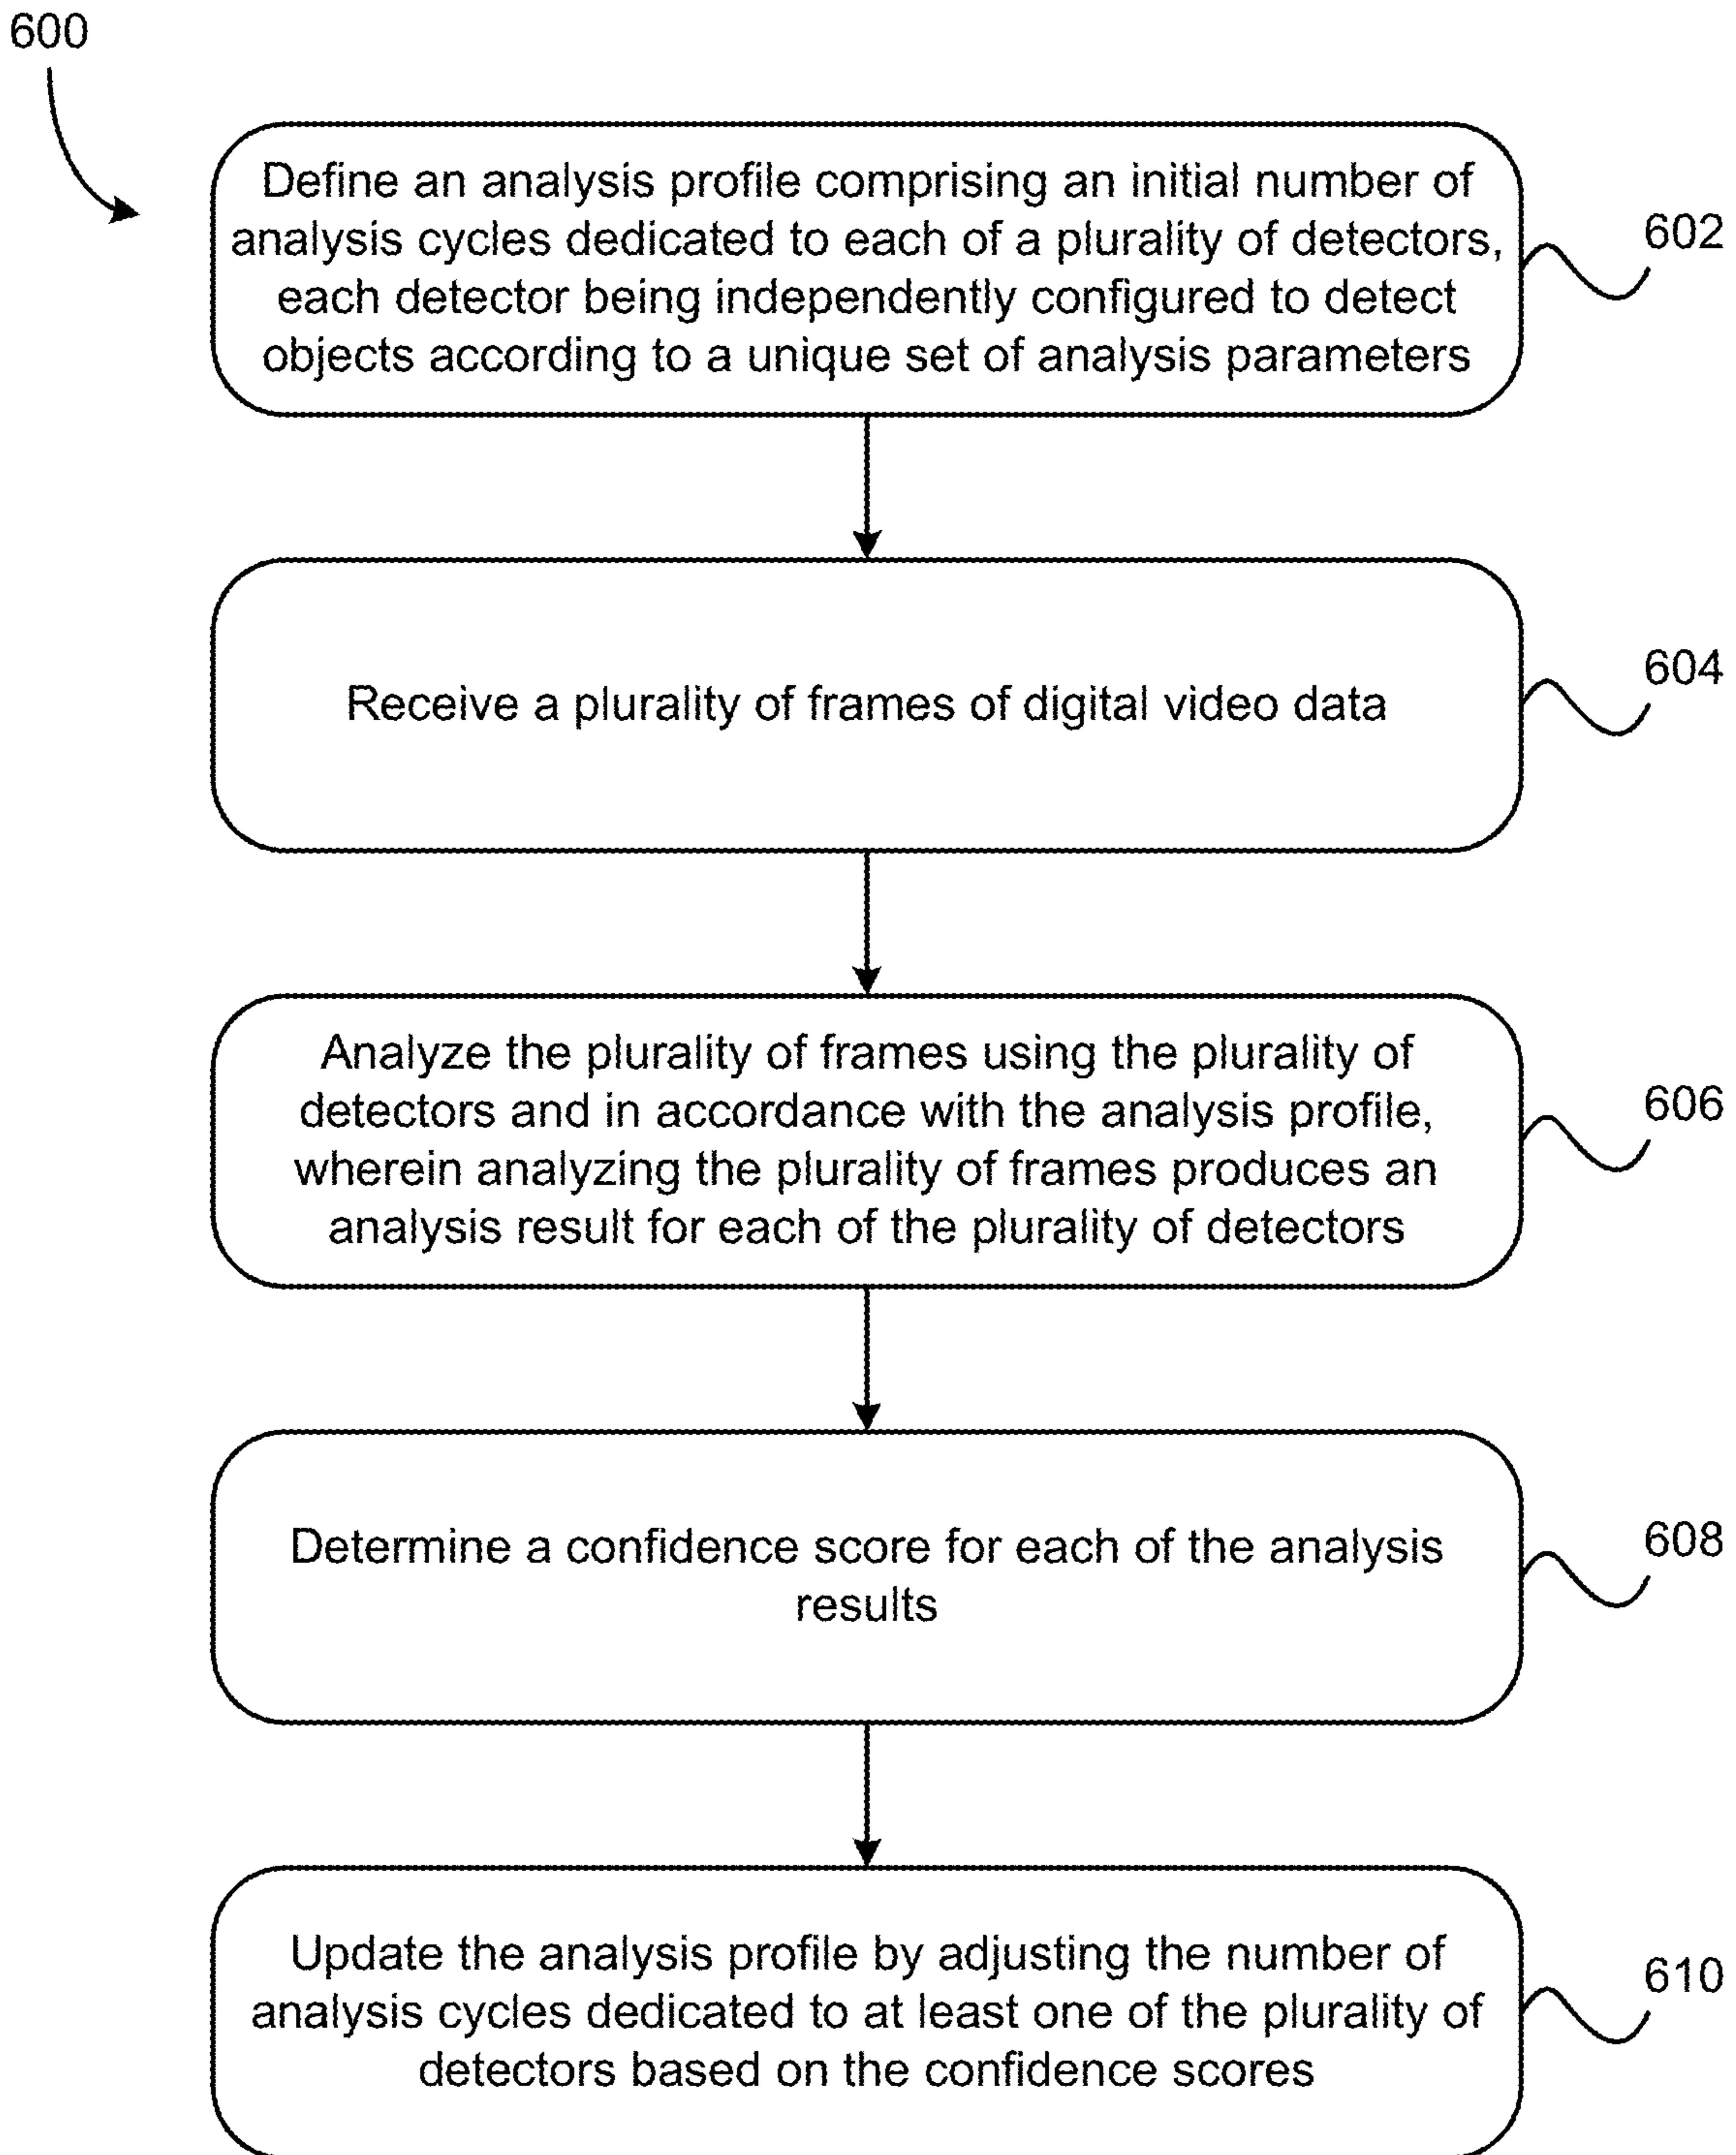 600
Define an analysis profile comprising an initial number of
analysis cycles dedicated to each of a plurality of detectors,
each detector being independently configured to detect
objects according to a unique set of analysis parameters
602
Receive a plurality of frames of digital video data
604
Analyze the plurality of frames using the plurality of
detectors and in accordance with the analysis profile,
wherein analyzing the plurality of frames produces an
analysis result for each of the plurality of detectors
606
Determine a confidence score for each of the analysis
results
608
Update the analysis profile by adjusting the number of
analysis cycles dedicated to at least one of the plurality of
detectors based on the confidence scores
610